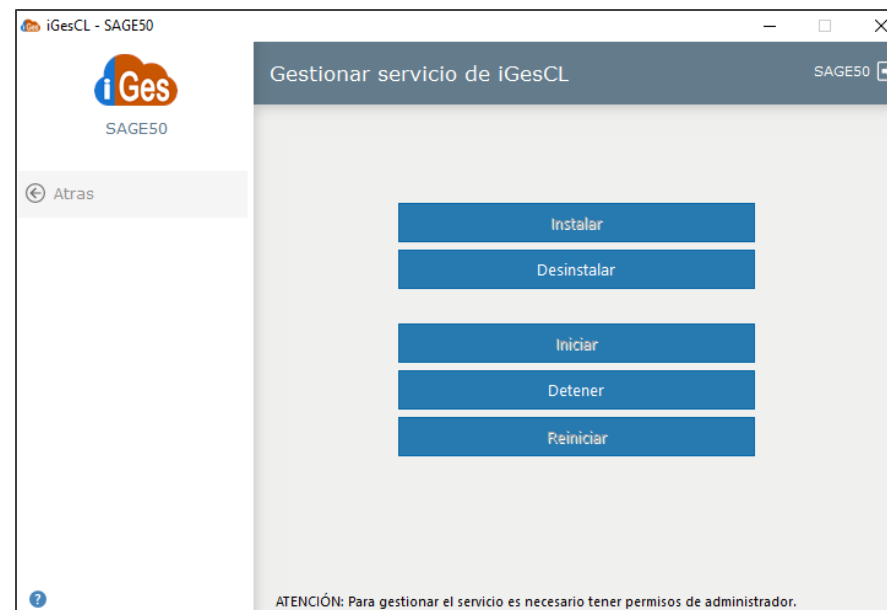 iGesCL - SAGE50
iGes
SAGE50
Gestionar servicio de iGesCL
SAGE50
Atras
Instalar
Desinstalar
Iniciar
Detener
Reiniciar
ATENCIÓN: Para gestionar el servicio es necesario tener permisos de administrador.